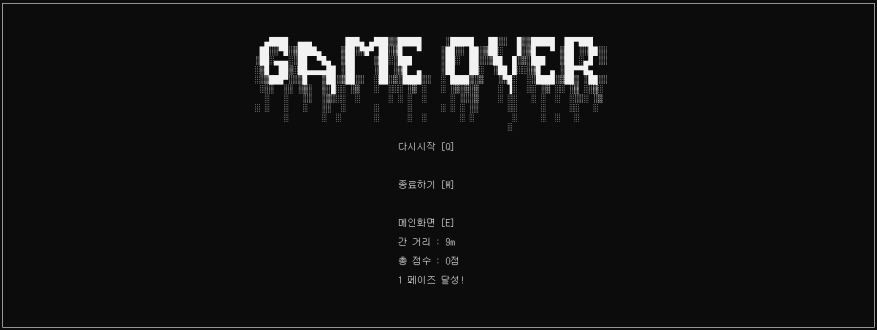 GAME OVER
다시시작 [Q]
종료하기 [W]
메인화면 [E]
간 거리 : 9m
총 점수 : 0점
1 페이즈 달성!